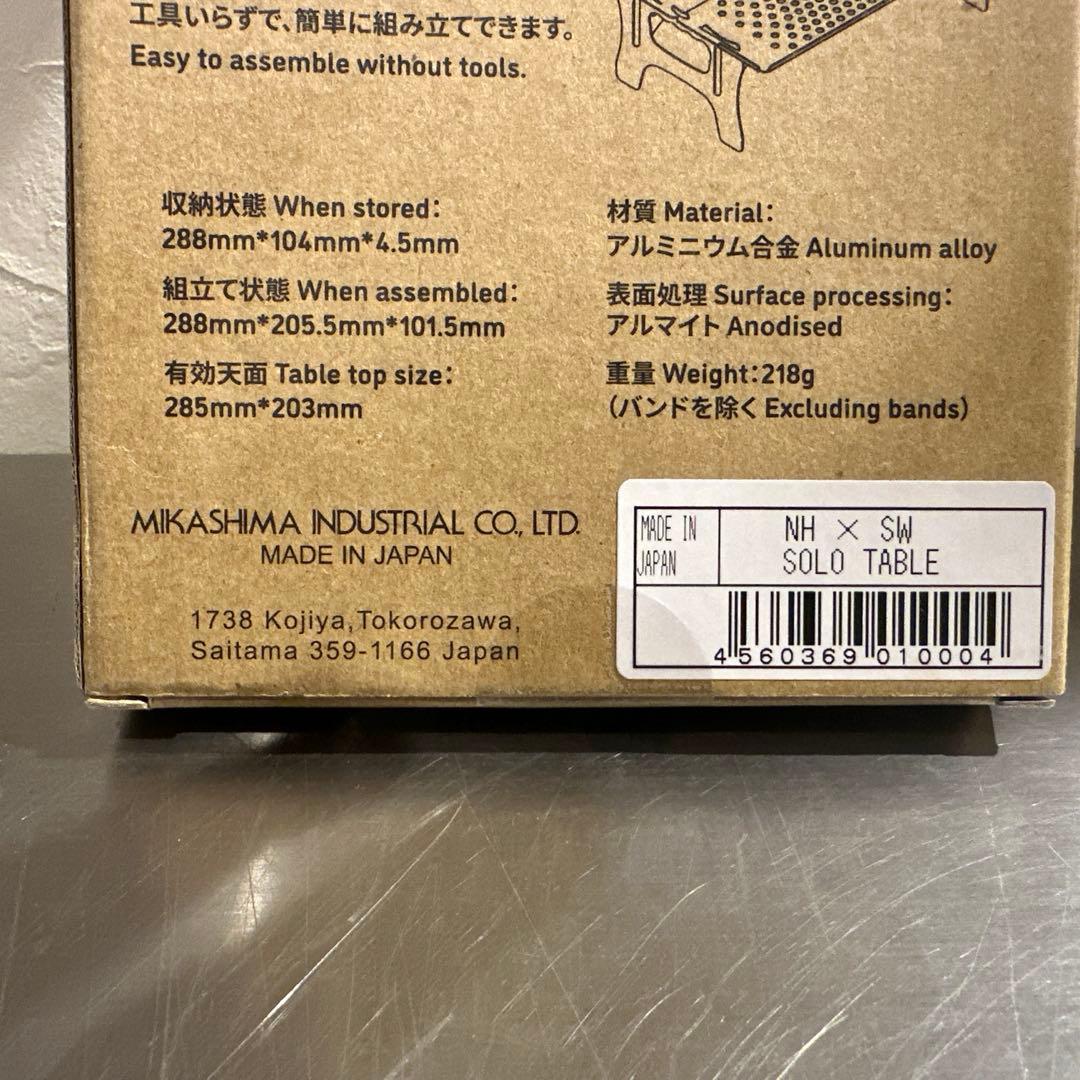 工具いらずで、簡単に組み立てできます。
Easy to assemble without tools.
収納状態 When stored:
288mm*104mm*4.5mm
組立て状態 When assembled:
288mm*205.5mm*101.5mm
有効天面 Table top size:
285mm*203mm
材質 Material:
アルミニウム合金 Aluminum alloy
表面処理 Surface processing:
アルマイト Anodised
重量 Weight:218g
(バンドを除く Excluding bands)
MIKASHIMA INDUSTRIAL CO., LTD.
MADE IN JAPAN
1738 Kojiya,Tokorozawa,
Saitama 359-1166 Japan
MADE IN
JAPAN
NH × SW
SOLO TABLE
4560369010004